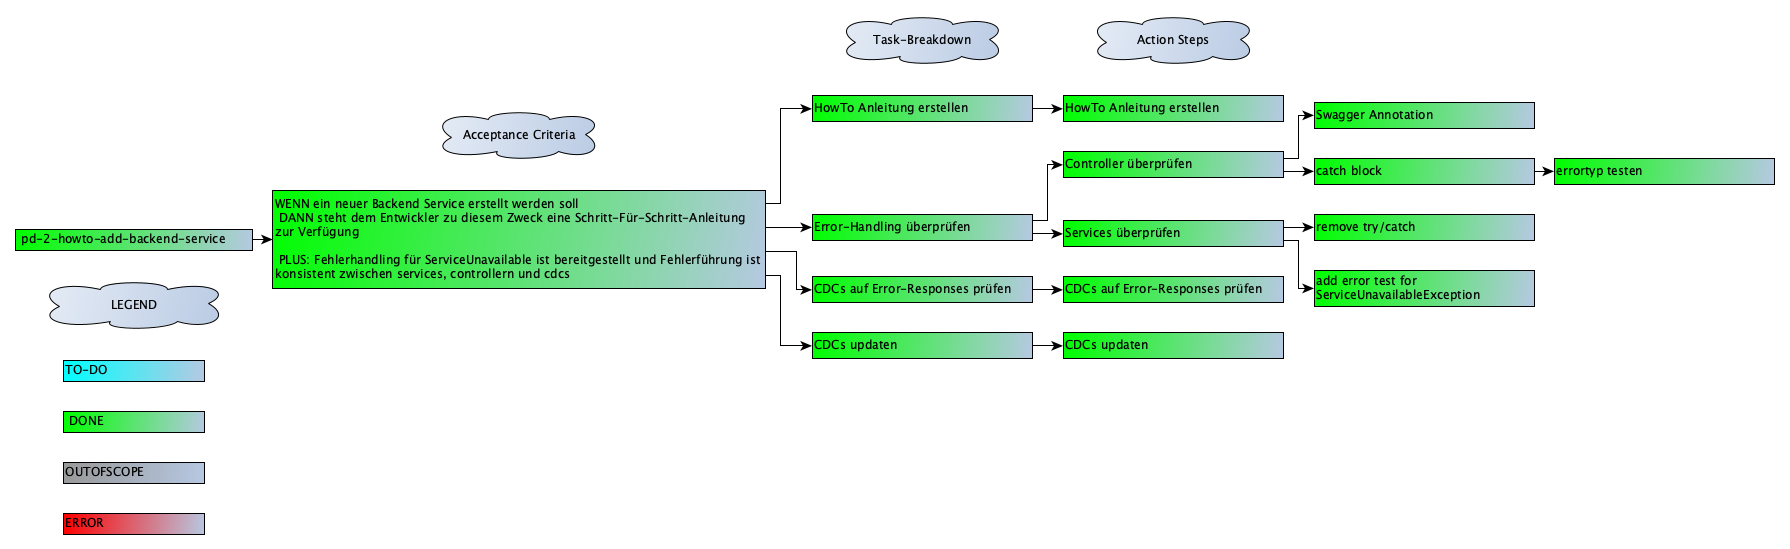 Task-Breakdown
Action Steps
Acceptance Criteria
pd-2-howto-add-backend-service
WENN ein neuer Backend Service erstellt werden soll
DANN steht dem Entwickler zu diesem Zweck eine Schritt-Für-Schritt-Anleitung
zur Verfügung
PLUS: Fehlerhandling für ServiceUnavailable ist bereitgestellt und Fehlerführung ist
konsistent zwischen services, controllern und cdcs
HowTo Anleitung erstellen
HowTo Anleitung erstellen
Error-Handling überprüfen
Controller überprüfen
Swagger Annotation
catch block
errortyp testen
Services überprüfen
remove try/catch
add error test for
ServiceUnavailableException
CDCs auf Error-Responses prüfen
CDCs auf Error-Responses prüfen
CDCs updaten
CDCs updaten
LEGEND
TO-DO
DONE
OUTOFSCOPE
ERROR